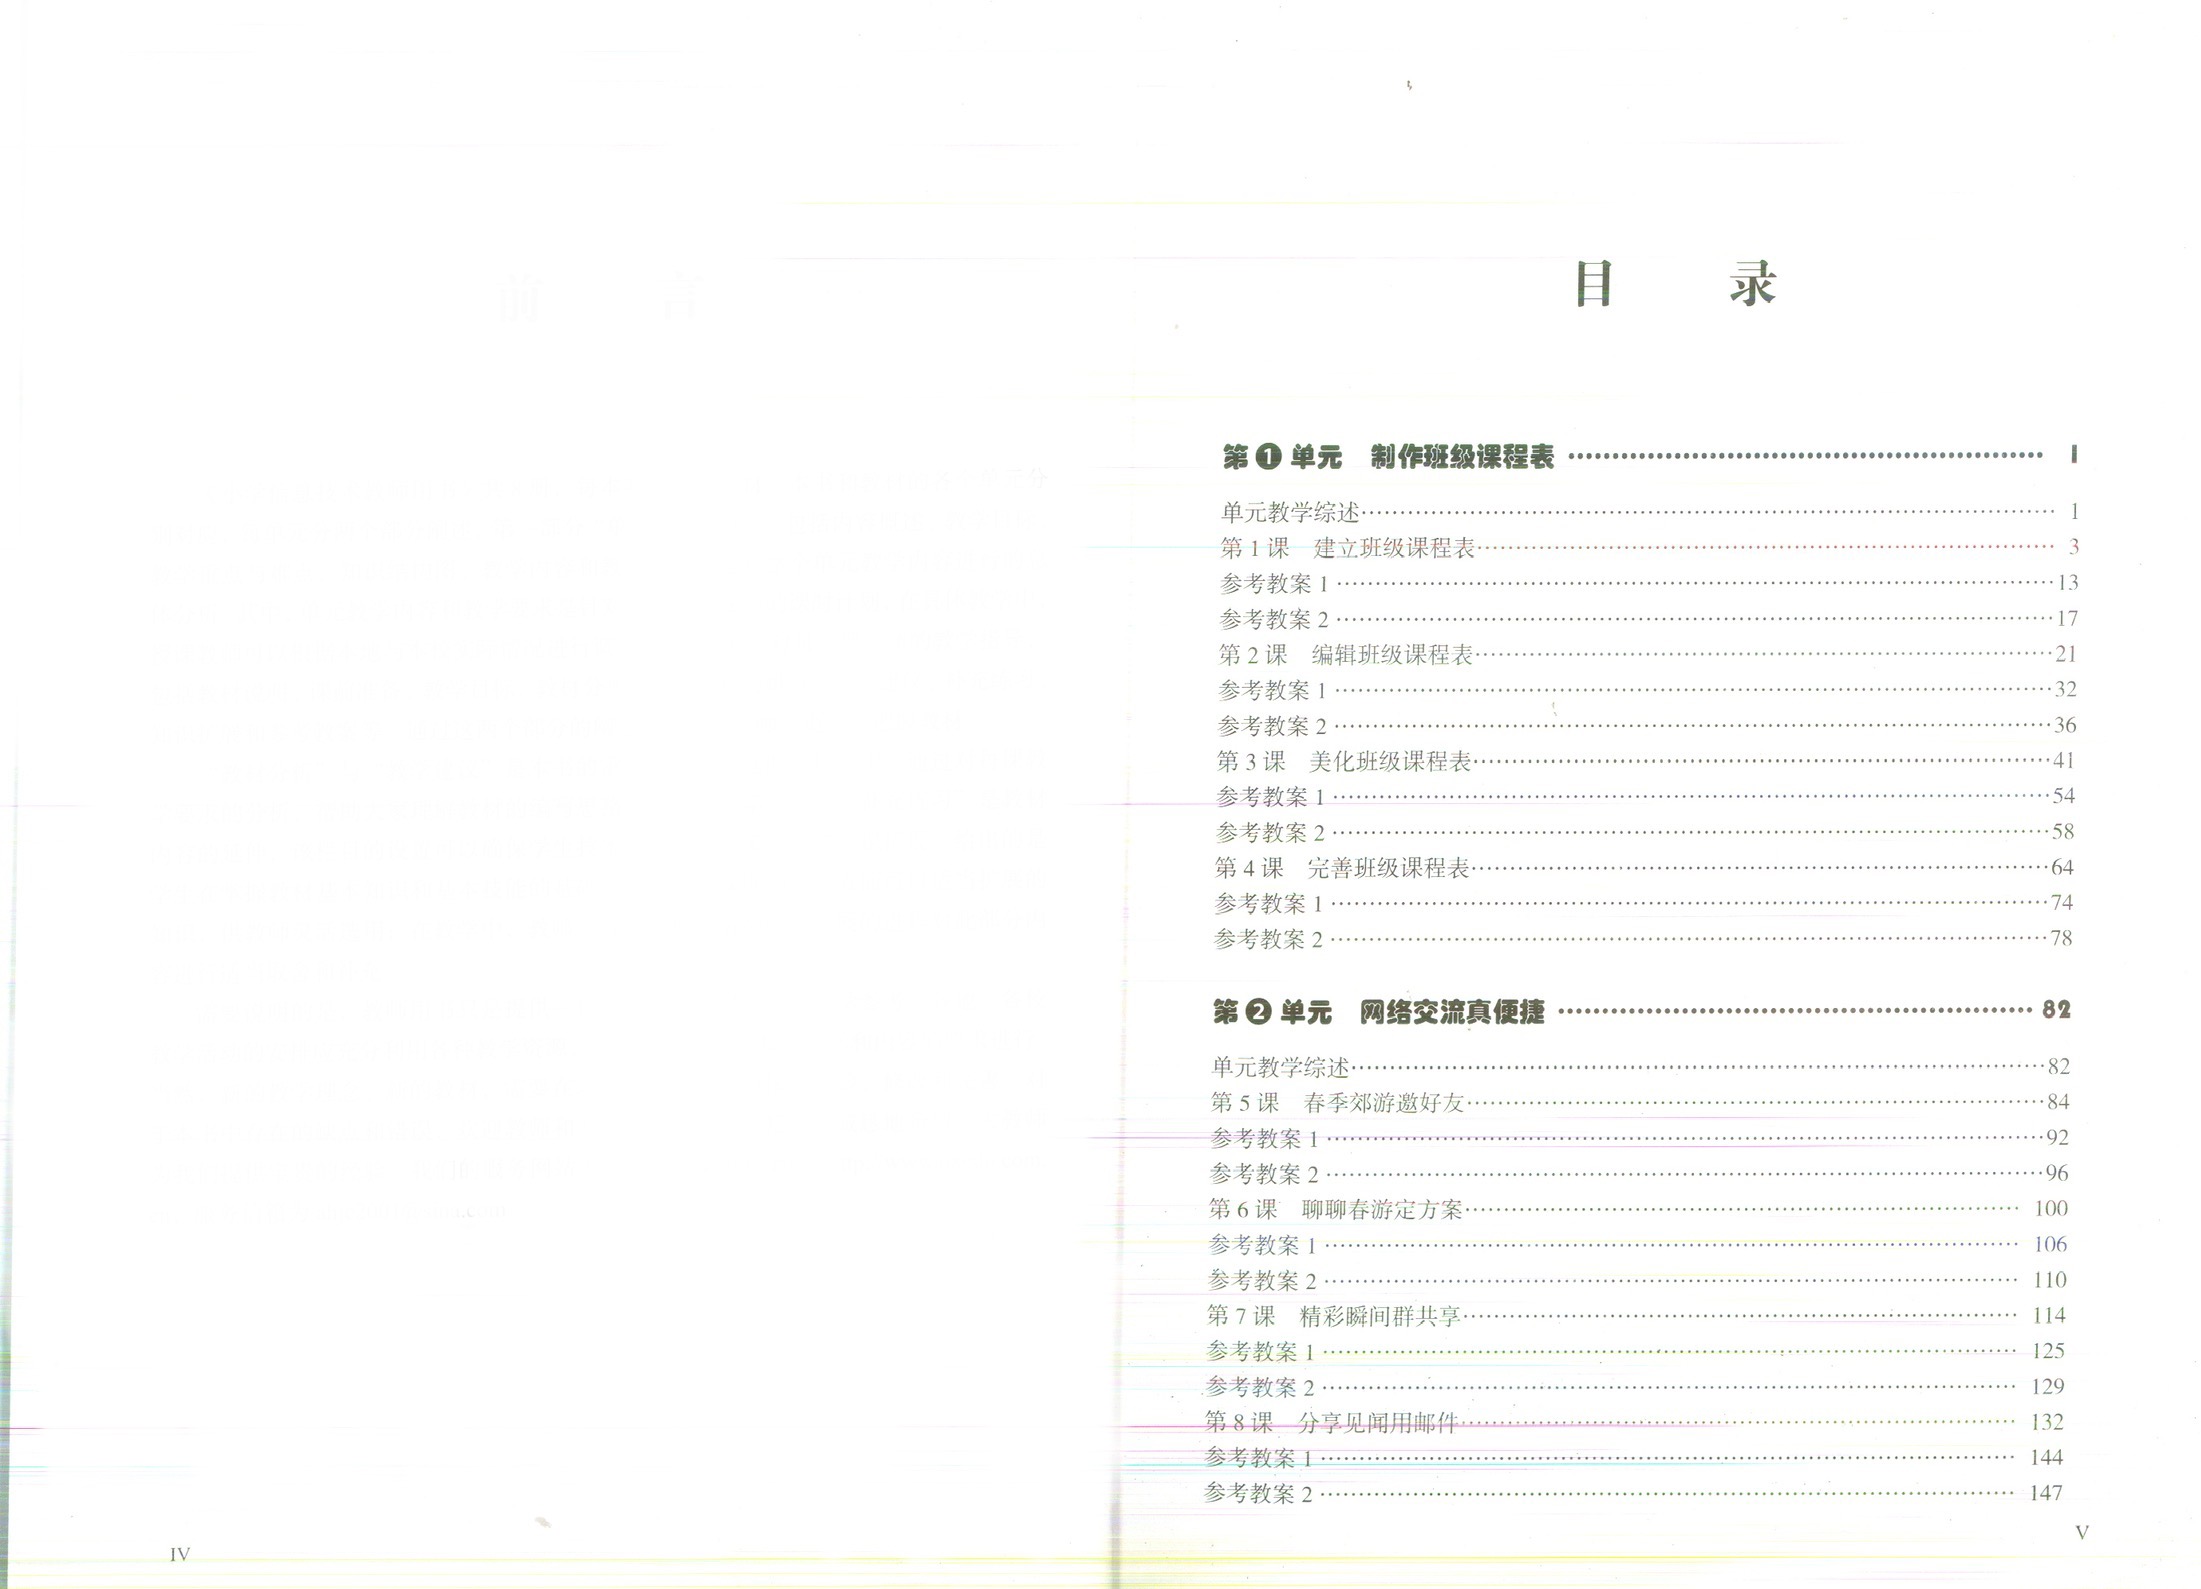 IV
目 录
第1单元 制作班级课程表 1
单元教学综述 1
第1课 建立班级课程表 3
参考教案1 13
参考教案2 17
第2课 编辑班级课程表 21
参考教案1 32
参考教案2 36
第3课 美化班级课程表 41
参考教案1 54
参考教案2 58
第4课 完善班级课程表 64
参考教案1 74
参考教案2 78
第2单元 网络交流真便捷 82
单元教学综述 82
第5课 春季郊游邀好友 84
参考教案1 92
参考教案2 96
第6课 聊聊春游定方案 100
参考教案1 106
参考教案2 110
第7课 精彩瞬间群共享 114
参考教案1 125
参考教案2 129
第8课 分享见闻用邮件 132
参考教案1 144
参考教案2 147
V